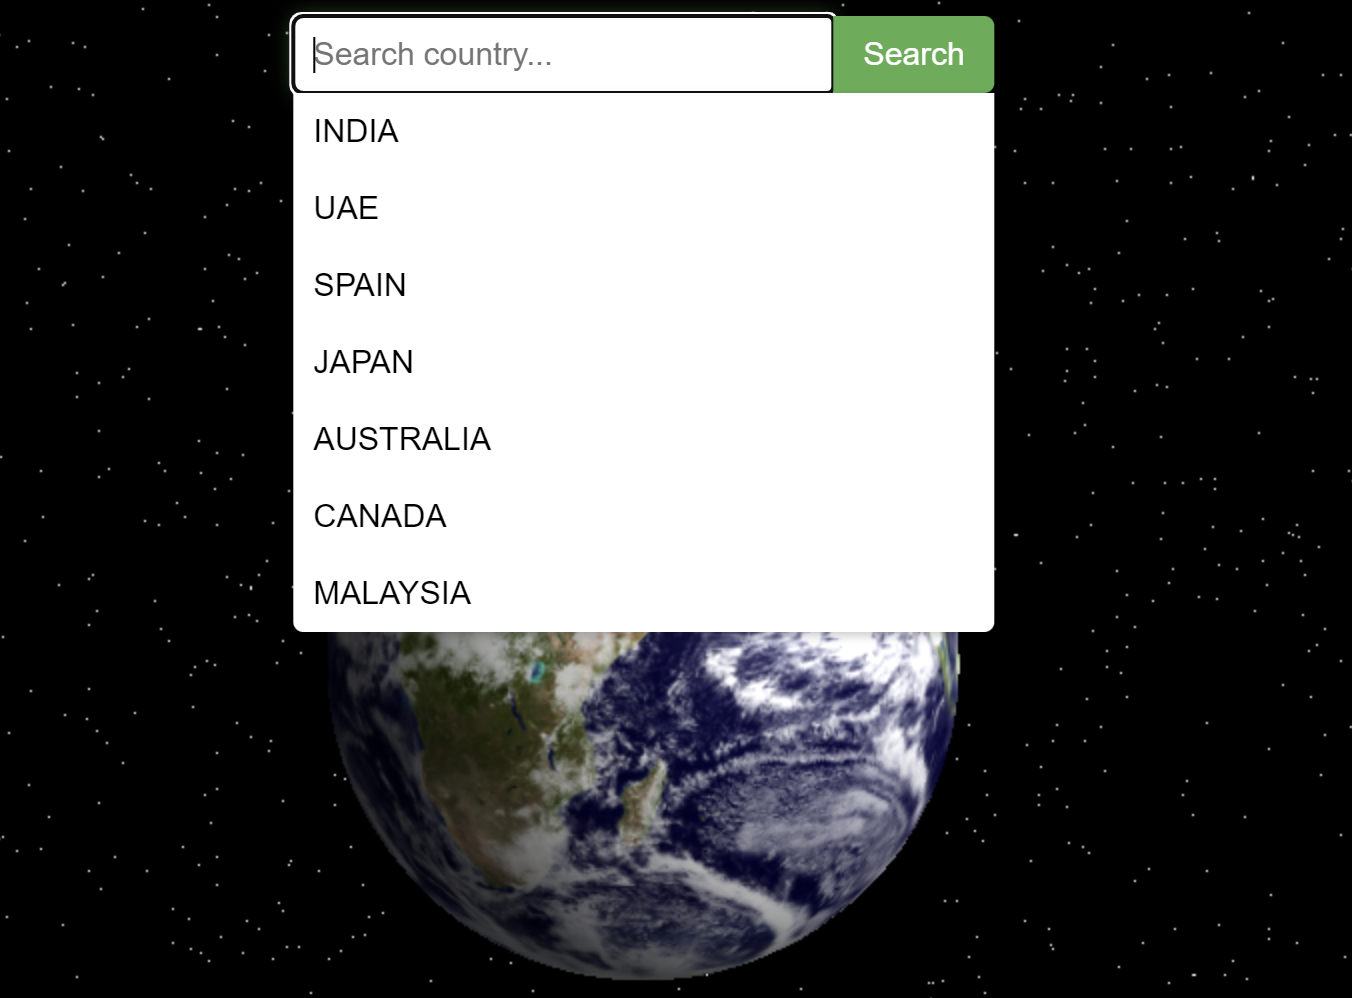 Search country...
Search
INDIA
UAE
SPAIN
JAPAN
AUSTRALIA
CANADA
MALAYSIA